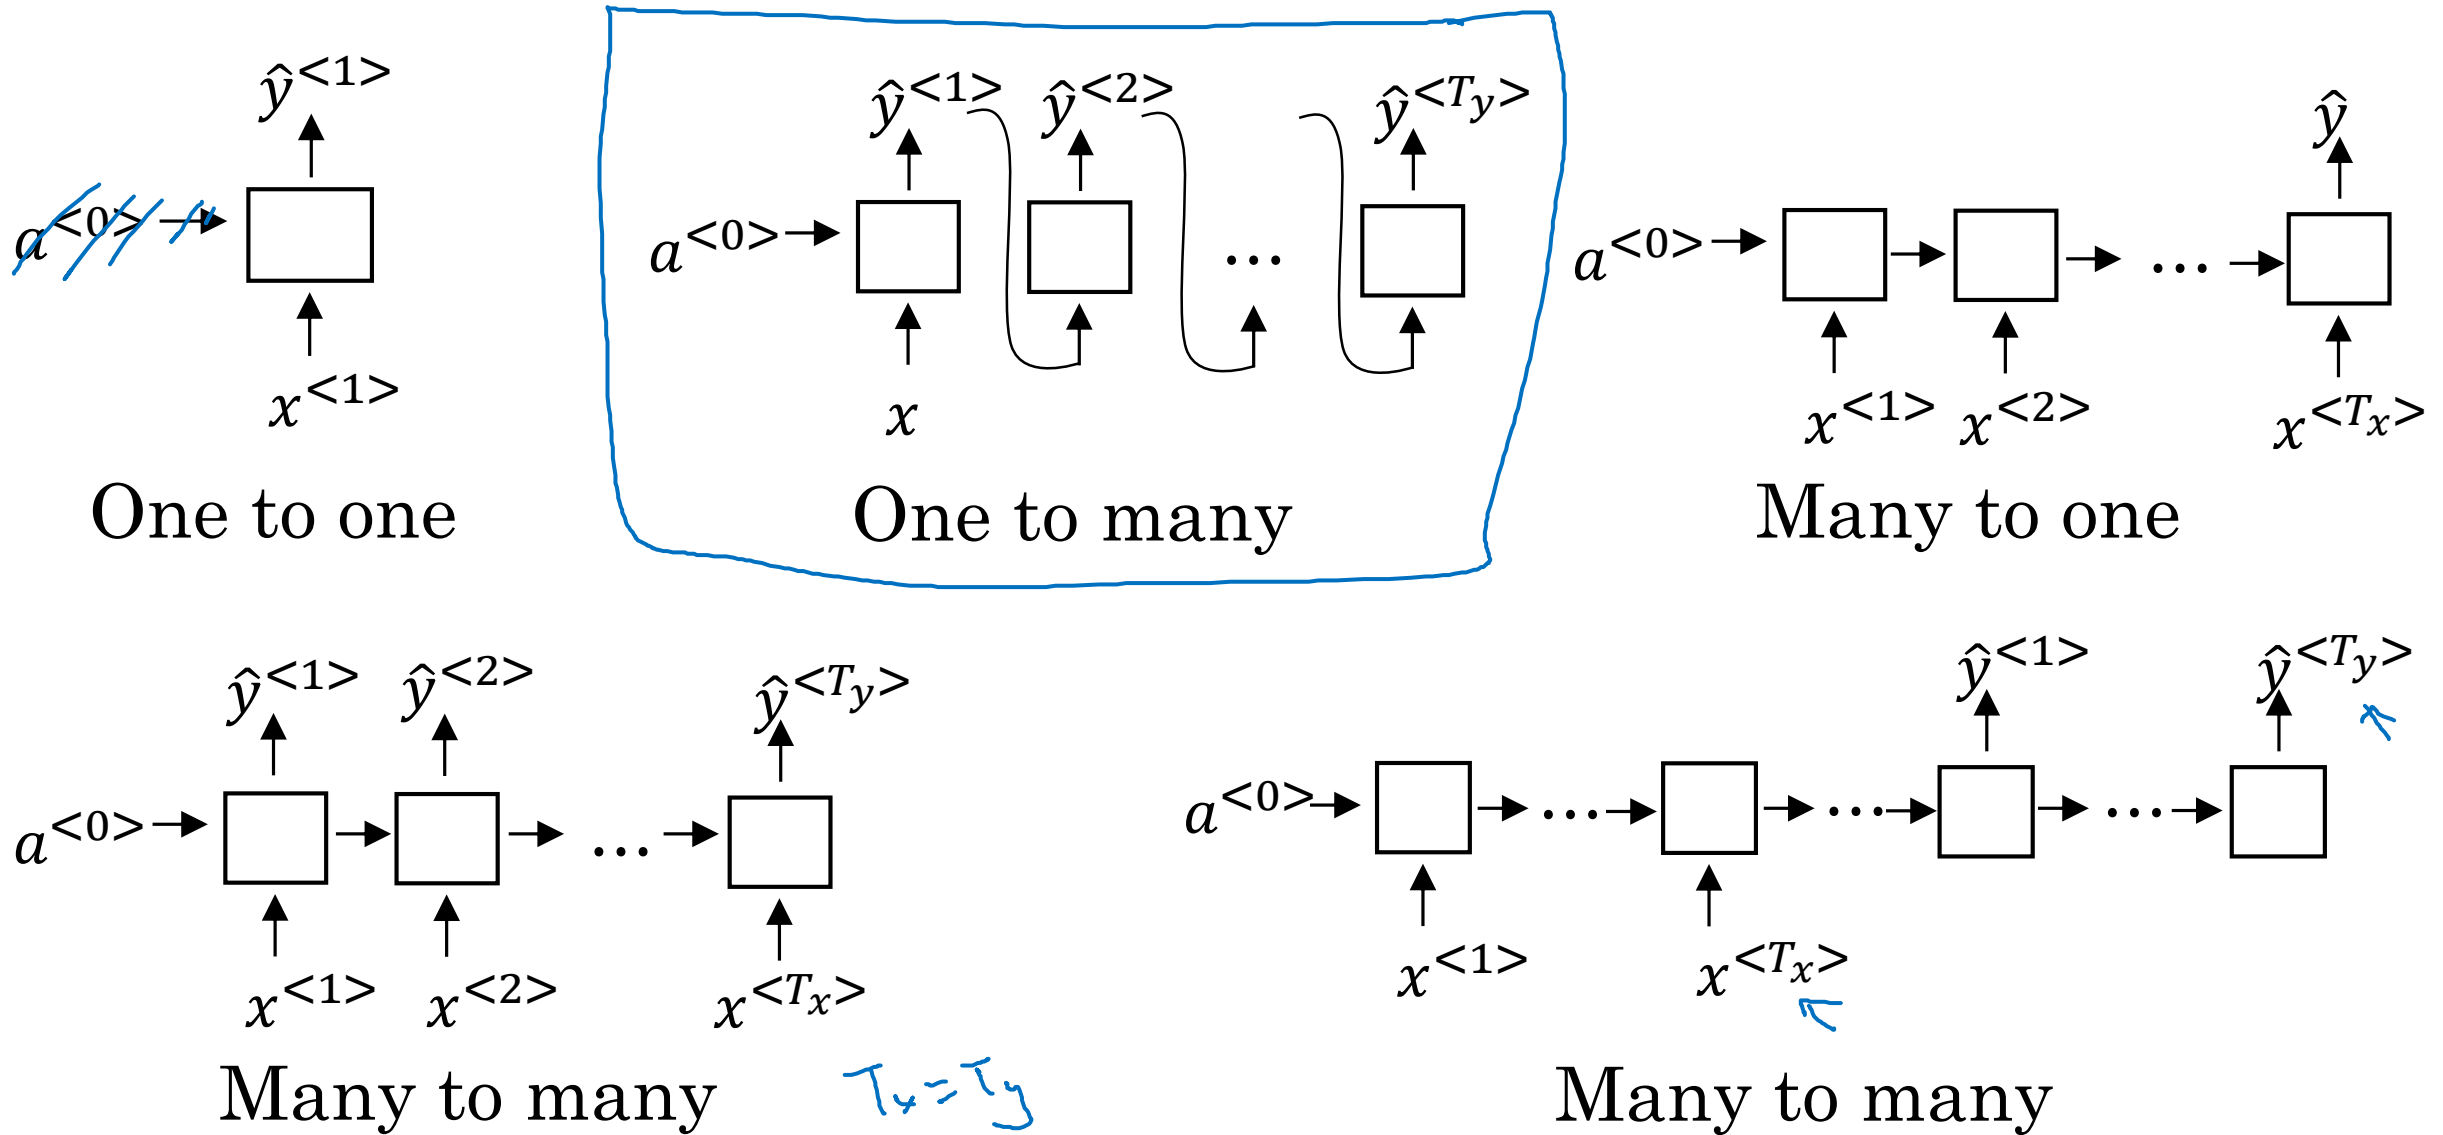 ŷ<1>
a<0>
x<1>
One to one
ŷ<1> ŷ<2> ŷ<Ty>
a<0> ...
x
One to many
ŷ
a<0> ...
x<1> x<2> x<Tx>
Many to one
ŷ<1> ŷ<2> ŷ<Ty>
a<0> ...
x<1> x<2> x<Tx>
Many to many Tx = Ty
ŷ<1> ŷ<Ty>
a<0> ... ... ...
x<1> x<Tx>
Many to many